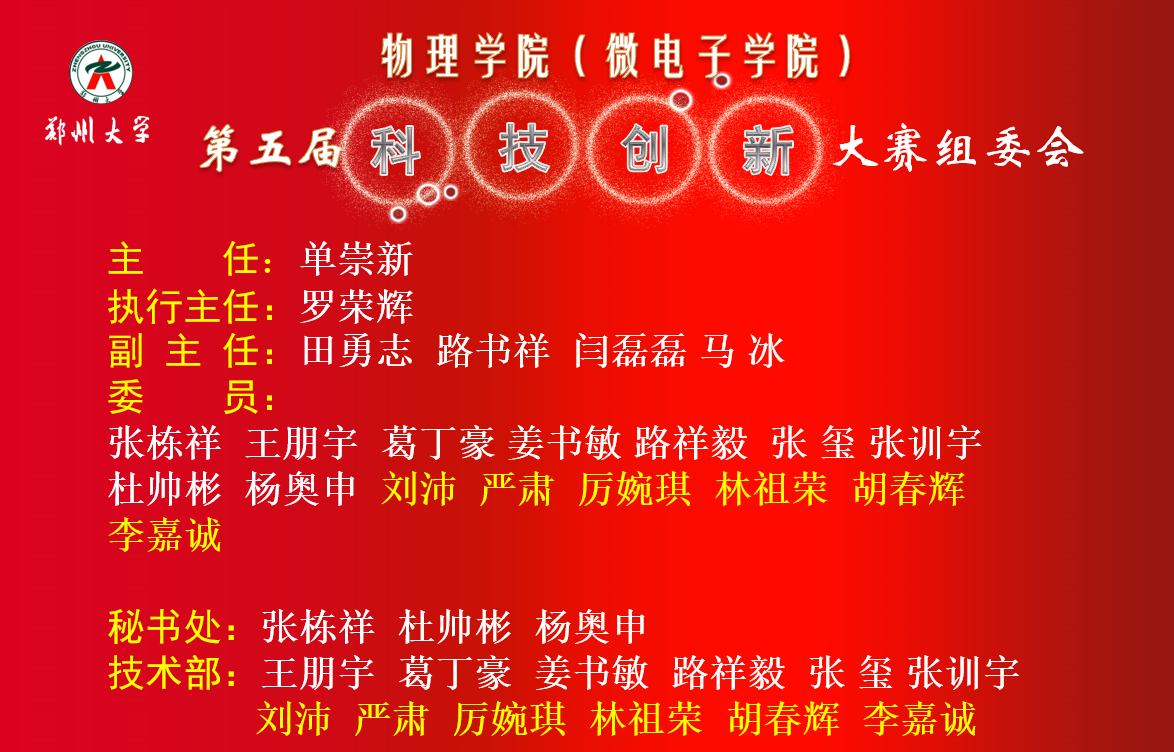 物理学院（微电子学院）
ZHENGZHOU UNIVERSITY
郑州大学
郑州大学
第五届科技创新大赛组委会
主 任：单崇新
执行主任：罗荣辉
副 主 任：田勇志 路书祥 闫磊磊 马 冰
委 员：
张栋祥 王朋宇 葛丁豪 姜书敏 路祥毅 张 玺 张训宇
杜帅彬 杨奥申 刘沛 严肃 厉婉琪 林祖荣 胡春辉
李嘉诚
秘书处：张栋祥 杜帅彬 杨奥申
技术部：王朋宇 葛丁豪 姜书敏 路祥毅 张 玺 张训宇
刘沛 严肃 厉婉琪 林祖荣 胡春辉 李嘉诚